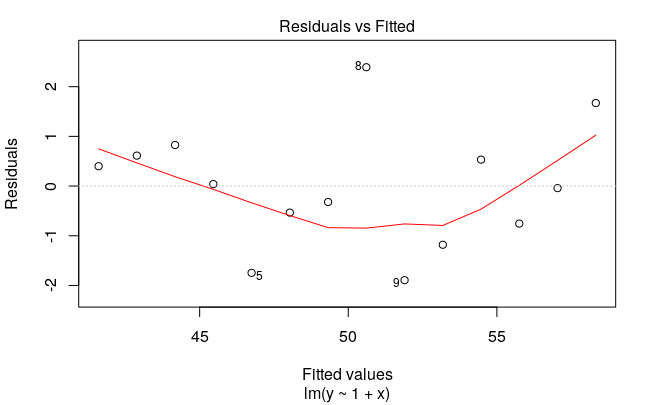 Residuals vs Fitted
2
1
0
-1
-2
Residuals
8
5
9
45 50 55
Fitted values
lm(y ~ 1 + x)